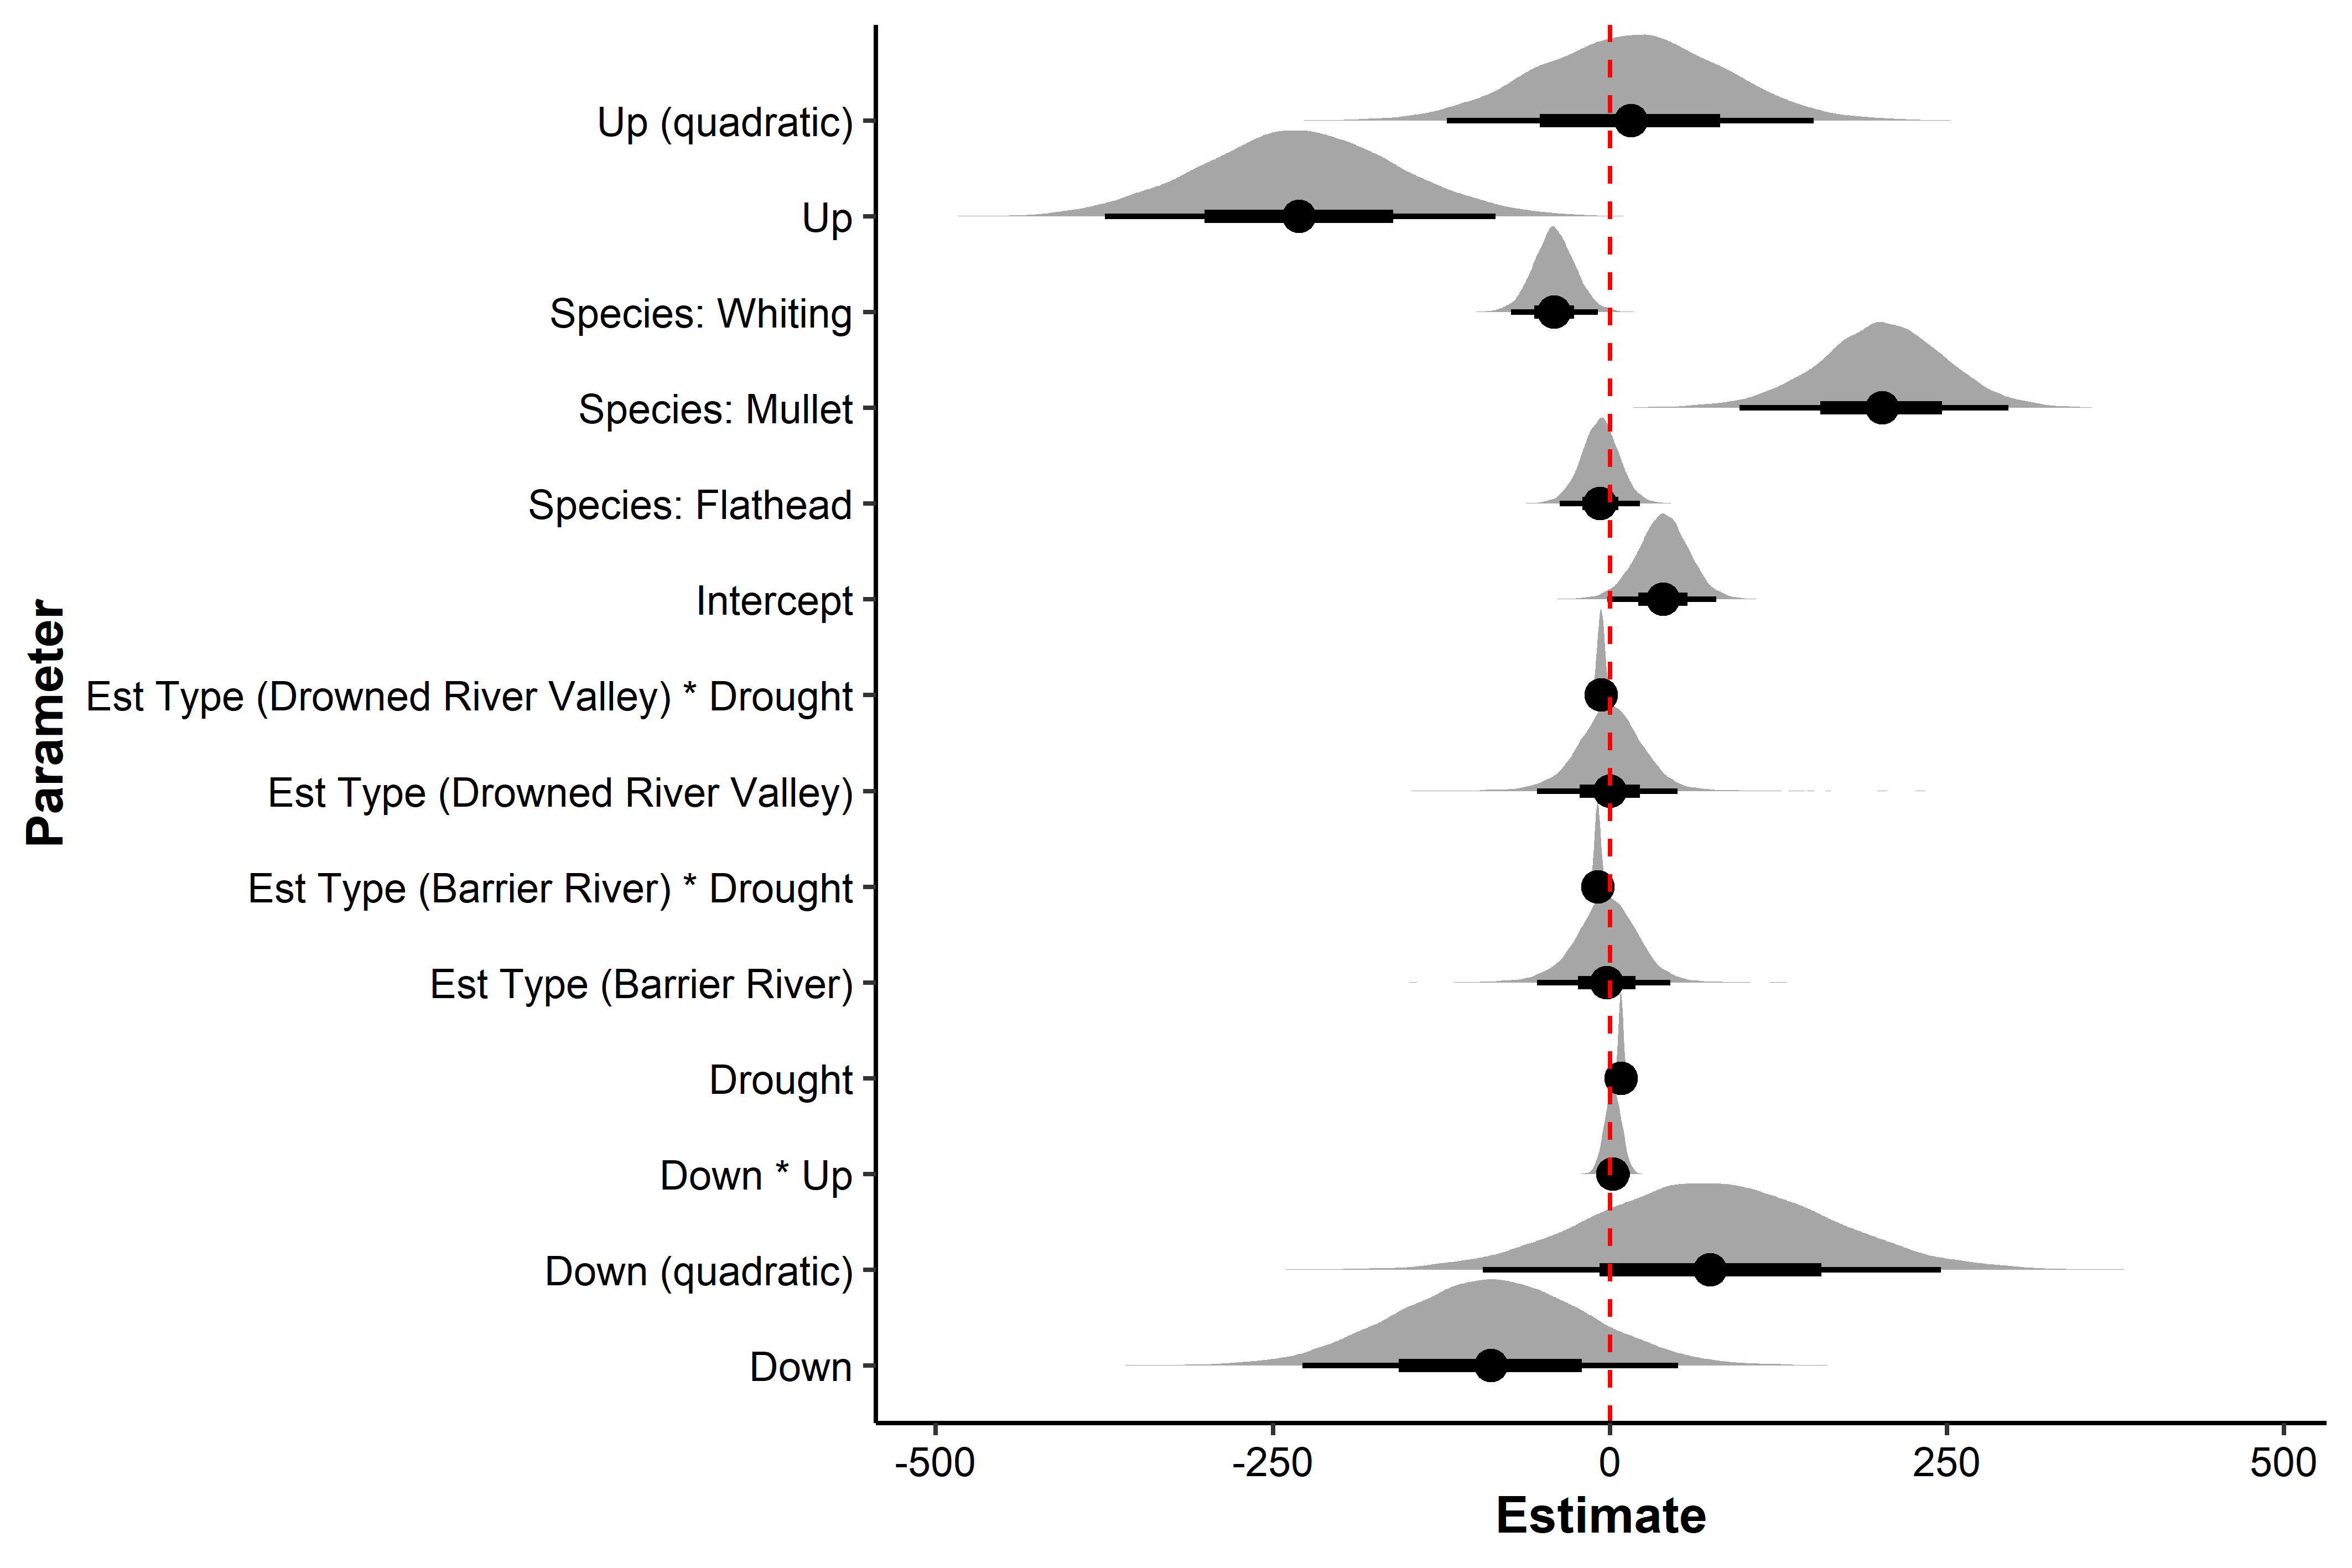 Parameter
Up (quadratic)
Up
Species: Whiting
Species: Mullet
Species: Flathead
Intercept
Est Type (Drowned River Valley) * Drought
Est Type (Drowned River Valley)
Est Type (Barrier River) * Drought
Est Type (Barrier River)
Drought
Down * Up
Down (quadratic)
Down
-500 -250 0 250 500
Estimate